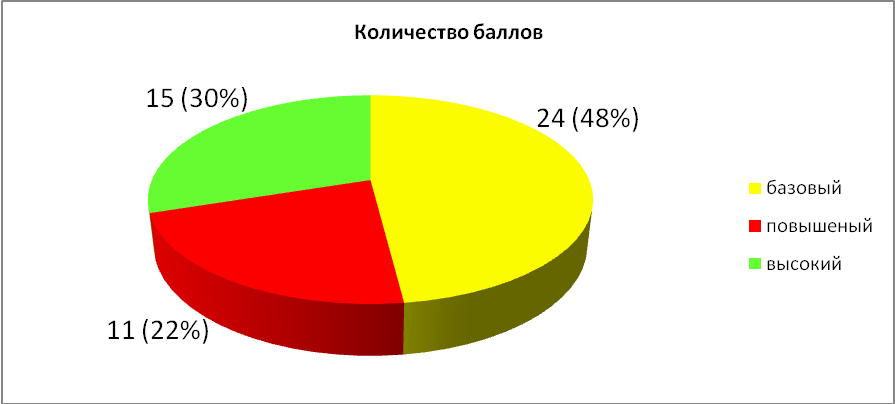 Количество баллов
15 (30%)
24 (48%)
базовый
повышеный
высокий
11 (22%)